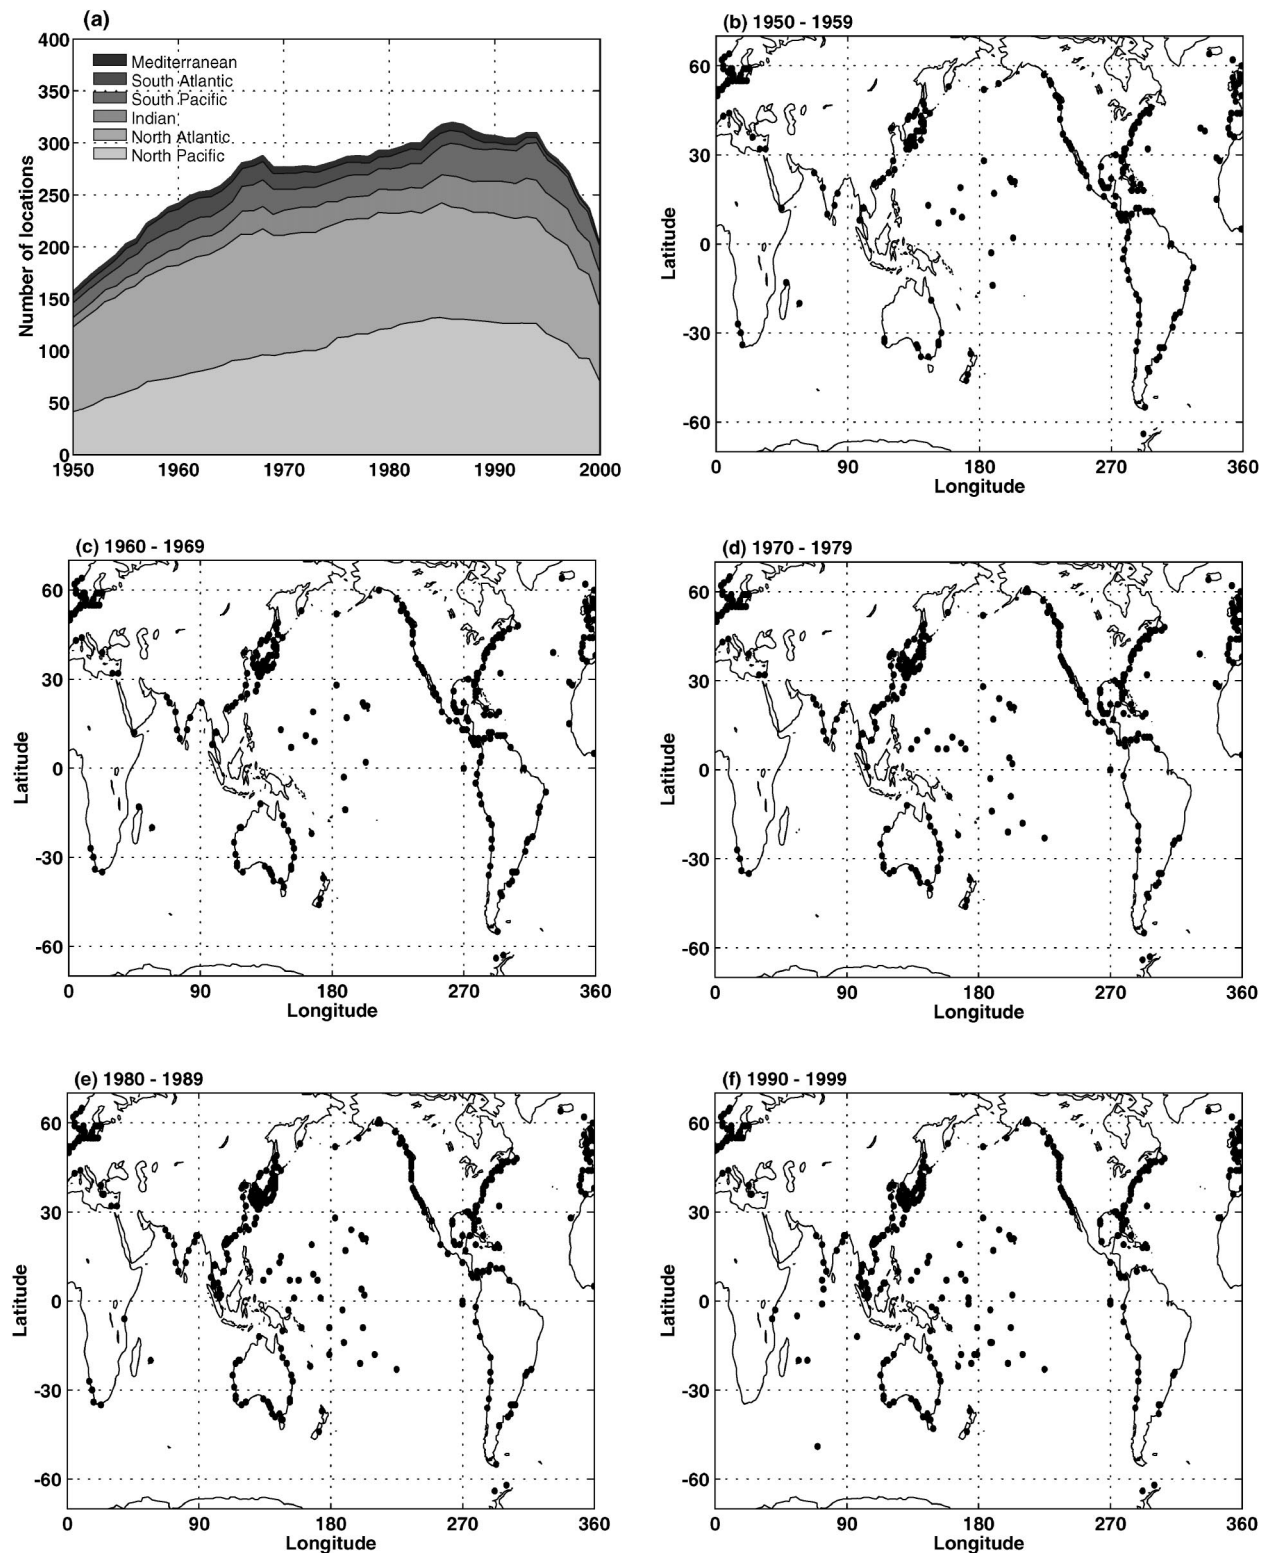 (a)
400
350
300
250
200
150
100
50
0
Number of locations
Mediterranean
South Atlantic
South Pacific
Indian
North Atlantic
North Pacific
1950 1960 1970 1980 1990 2000
(b) 1950 - 1959
60
30
0
-30
-60
Latitude
0 90 180 270 360
Longitude
(c) 1960 - 1969
60
30
0
-30
-60
Latitude
0 90 180 270 360
Longitude
(d) 1970 - 1979
60
30
0
-30
-60
Latitude
0 90 180 270 360
Longitude
(e) 1980 - 1989
60
30
0
-30
-60
Latitude
0 90 180 270 360
Longitude
(f) 1990 - 1999
60
30
0
-30
-60
Latitude
0 90 180 270 360
Longitude